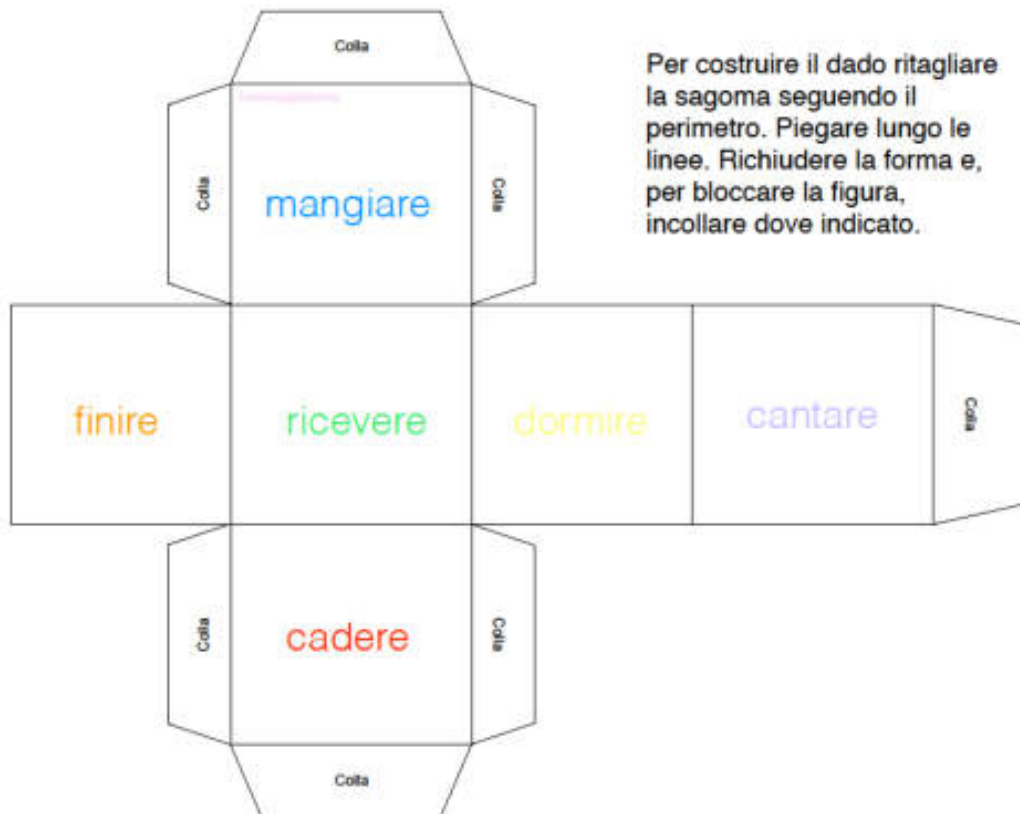 Colla
Per costruire il dado ritagliare
la sagoma seguendo il
perimetro. Piegare lungo le
linee. Richiudere la forma e,
per bloccare la figura,
incollare dove indicato.
Colla
mangiare
Colla
finire
ricevere
dormire
cantare
Colla
Colla
cadere
Colla
Colla